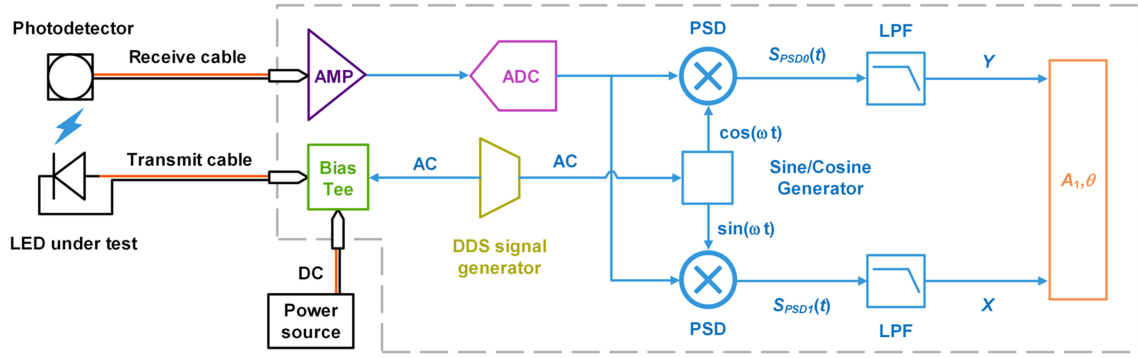 Photodetector
Receive cable
AMP
ADC
PSD
S_PSD0(t)
LPF
Y
cos(ω t)
Transmit cable
Bias
Tee
AC
AC
Sine/Cosine
Generator
A₁,θ
LED under test
DDS signal
generator
sin(ω t)
DC
Power
source
PSD
S_PSD1(t)
LPF
X